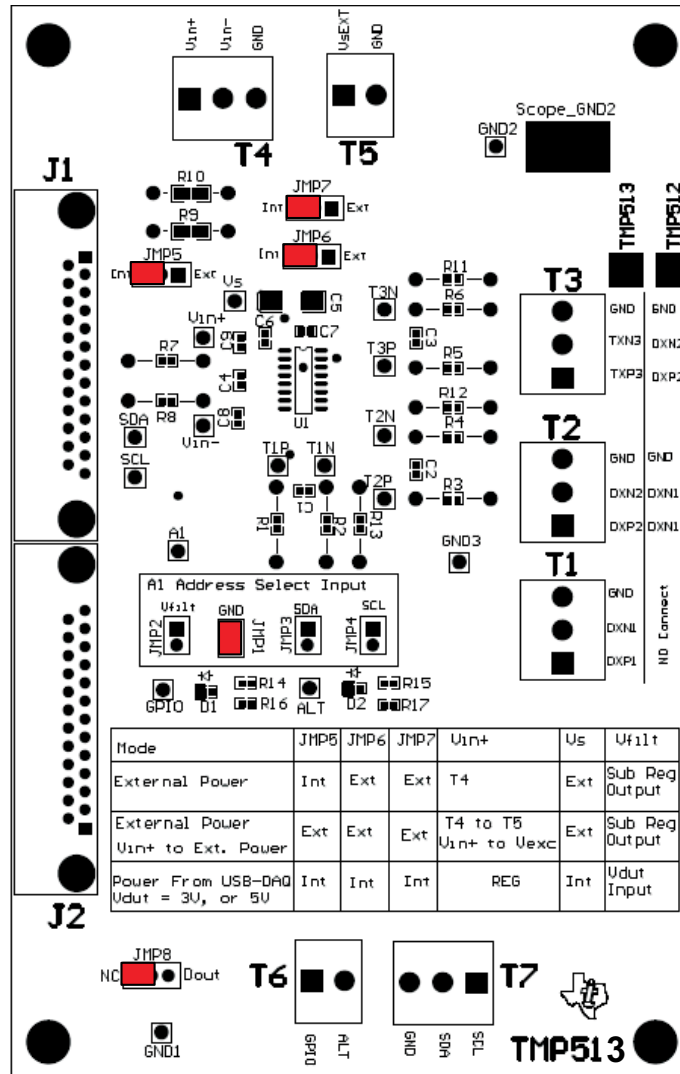 Vin+
Vin-
GND
VsEXT
GND
T4
T5
Scope_GND2
GND2
J1
R10
R9
JMP7
Int
Ext
JMP6
Int
Ext
JMP5
Int
Ext
TMP513
TMP512
Vs
C5
T3N
R11
R6
T3
GND
GND
TXN3
DXN2
TXP3
DXP2
Vin+
C9
C6
C7
C3
R7
T3P
R5
C4
R8
C8
U1
R12
R4
T2N
SDA
Vin-
SCL
T1P
T1N
T2
GND
GND
DXN2
DXN1
DXP2
DXN1
C2
T2P
R3
C1
R1
R2
R13
A1
GND3
T1
GND
DXN1
DXP1
NO Connect
A1 Address Select Input
JMP2
Vfilt
GND
JMP1
JMP3
SDA
JMP4
SCL
GPIO
D1
R14
R16
ALT
D2
R15
R17
Mode JMP5 JMP6 JMP7 Vin+ Vs Vfilt
External Power Int Ext Ext T4 Ext Sub Reg Output
External Power Vin+ to Ext. Power Ext Ext Ext T4 to T5 Vin+ to Vexc Ext Sub Reg Output
Power From USB-DAQ Vdut = 3V, or 5V Int Int Int REG Int Vdut Input
J2
JMP8
NC
Dout
GND1
T6
GPIO
ALT
T7
GND
SDA
SCL
TMP513